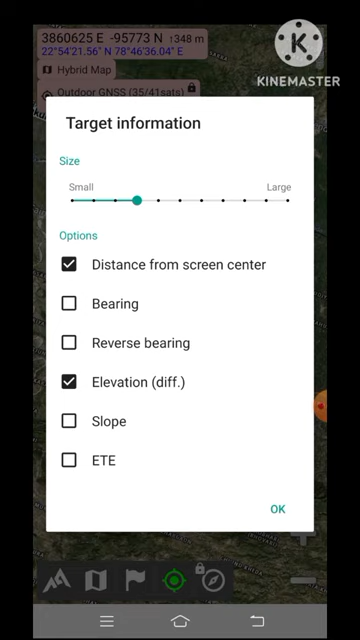 3860625 E -95773 N ↑348 m
22°54'21.56" N 78°46'36.04" E
Hybrid Map
Outdoor GNSS (35/41sats)
KINEMASTER
Target information
Size
Small Large
Options
Distance from screen center
Bearing
Reverse bearing
Elevation (diff.)
Slope
ETE
OK